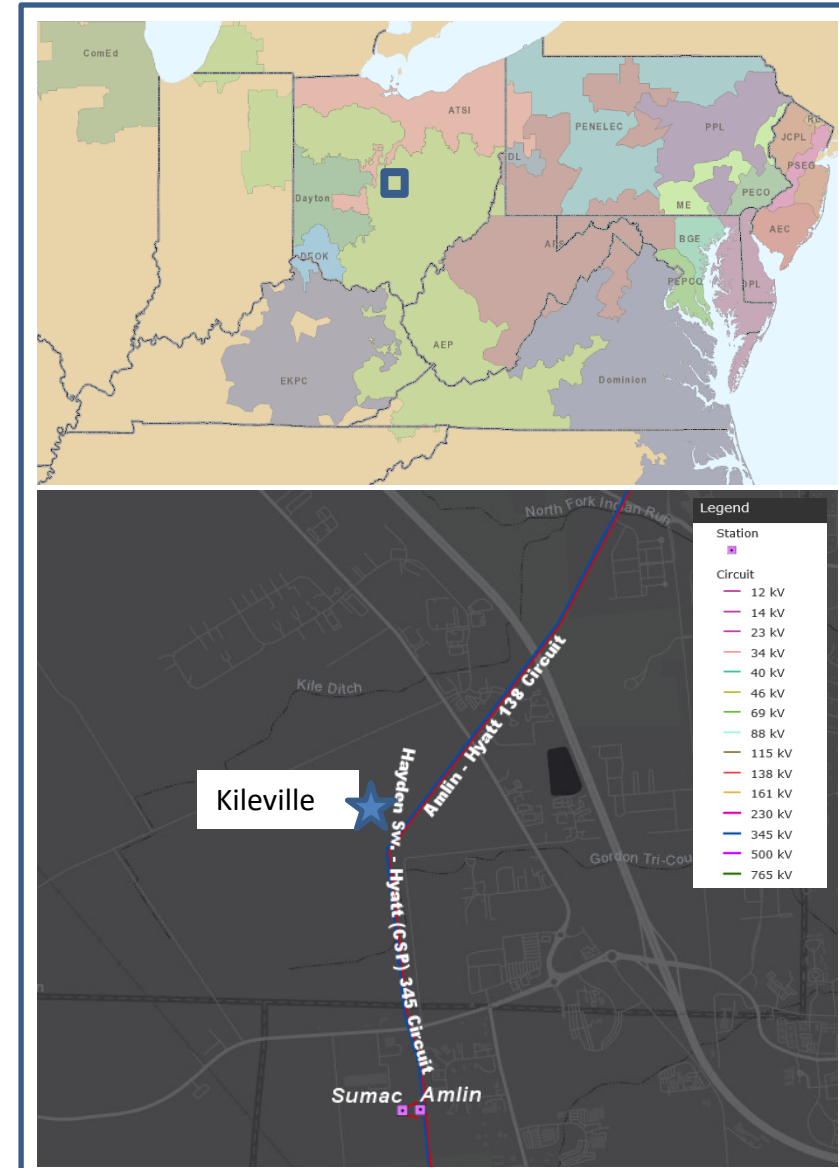 ComEd
ATSI
PENELEC
PPL
RE
JCPL
PSEG
DL
Dayton
PECO
ME
AEC
BGE
DEOK
PEPCO
DPL
AEP
EKPC
Dominion
North Fork Indian Run
Legend
Station
Circuit
12 kV
14 kV
23 kV
34 kV
40 kV
46 kV
69 kV
88 kV
115 kV
138 kV
161 kV
230 kV
345 kV
500 kV
765 kV
Kile Ditch
Amlin - Hyatt 138 Circuit
Kileville
Hayden Sw. - Hyatt (CSP) 345 Circuit
Gordon Tri-Cou
Sumac Amlin